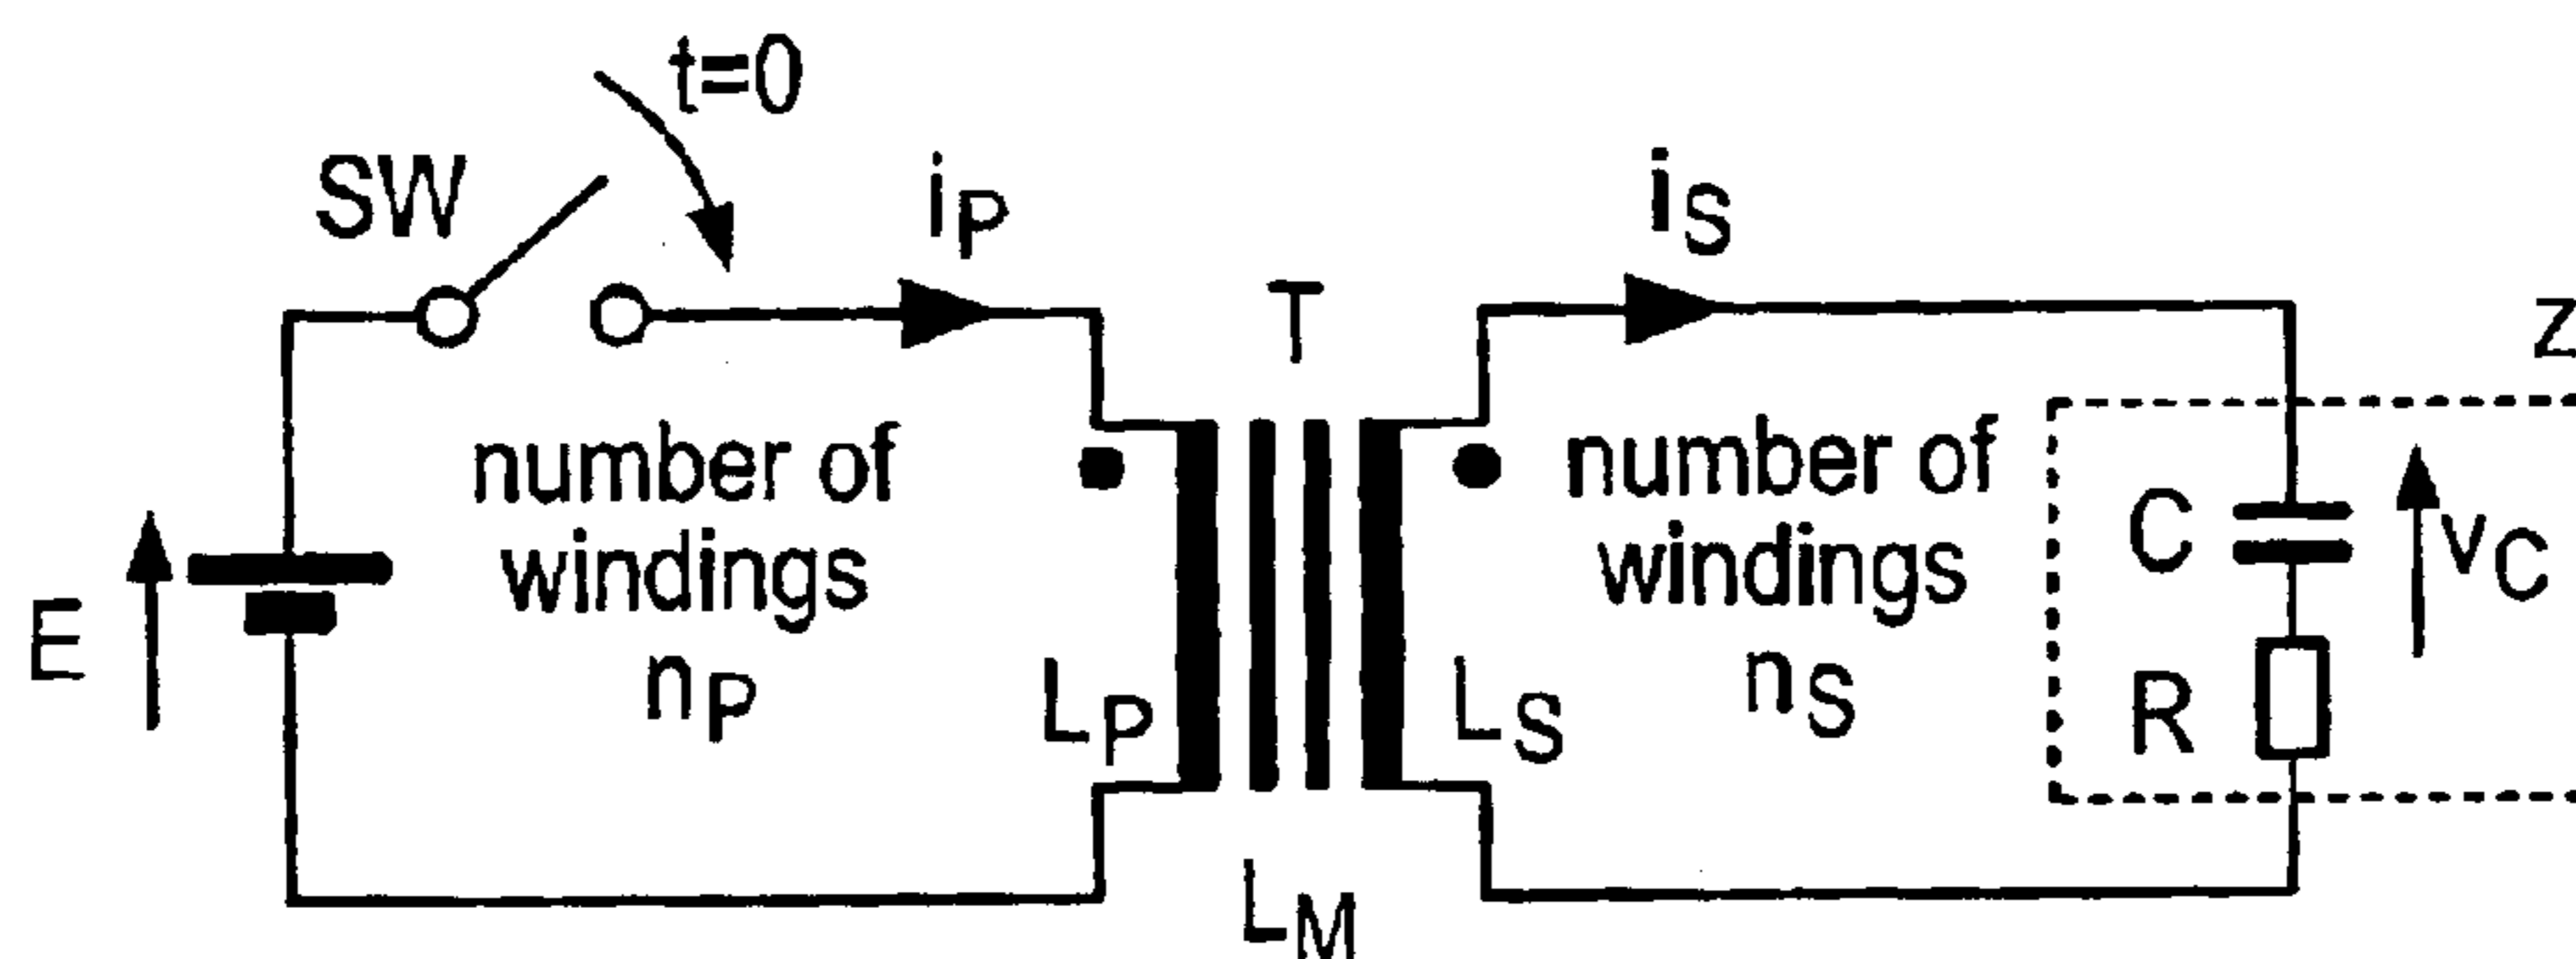 t=0
SW
iP
iS
T
Z
number of
windings
nP
number of
windings
nS
E
LP
LS
C
vC
R
LM